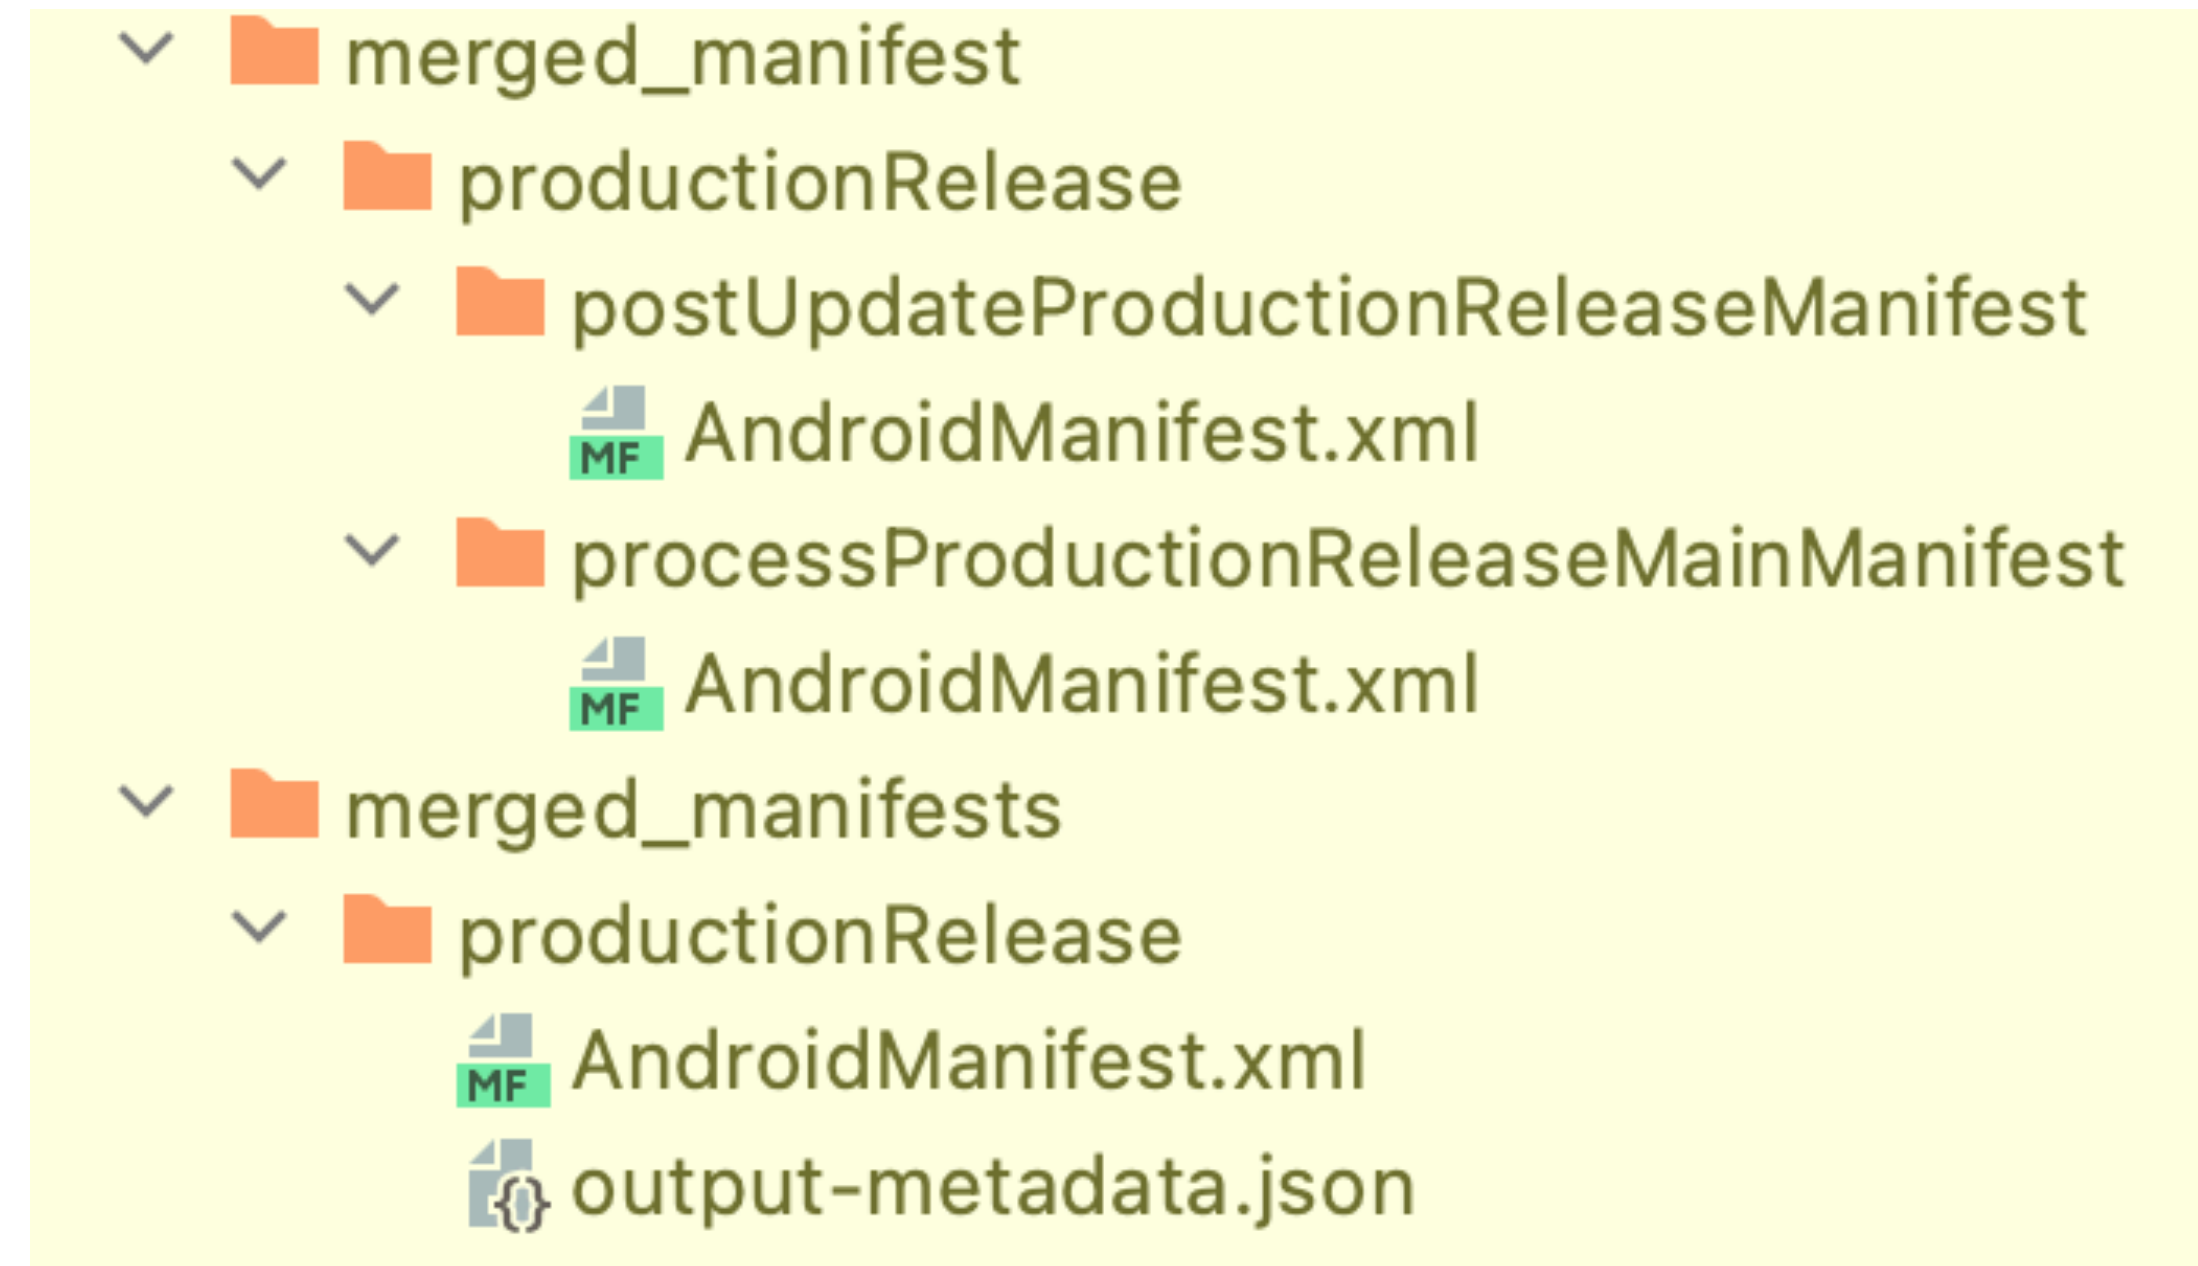 merged_manifest
productionRelease
postUpdateProductionReleaseManifest
MF AndroidManifest.xml
processProductionReleaseMainManifest
MF AndroidManifest.xml
merged_manifests
productionRelease
MF AndroidManifest.xml
{} output-metadata.json